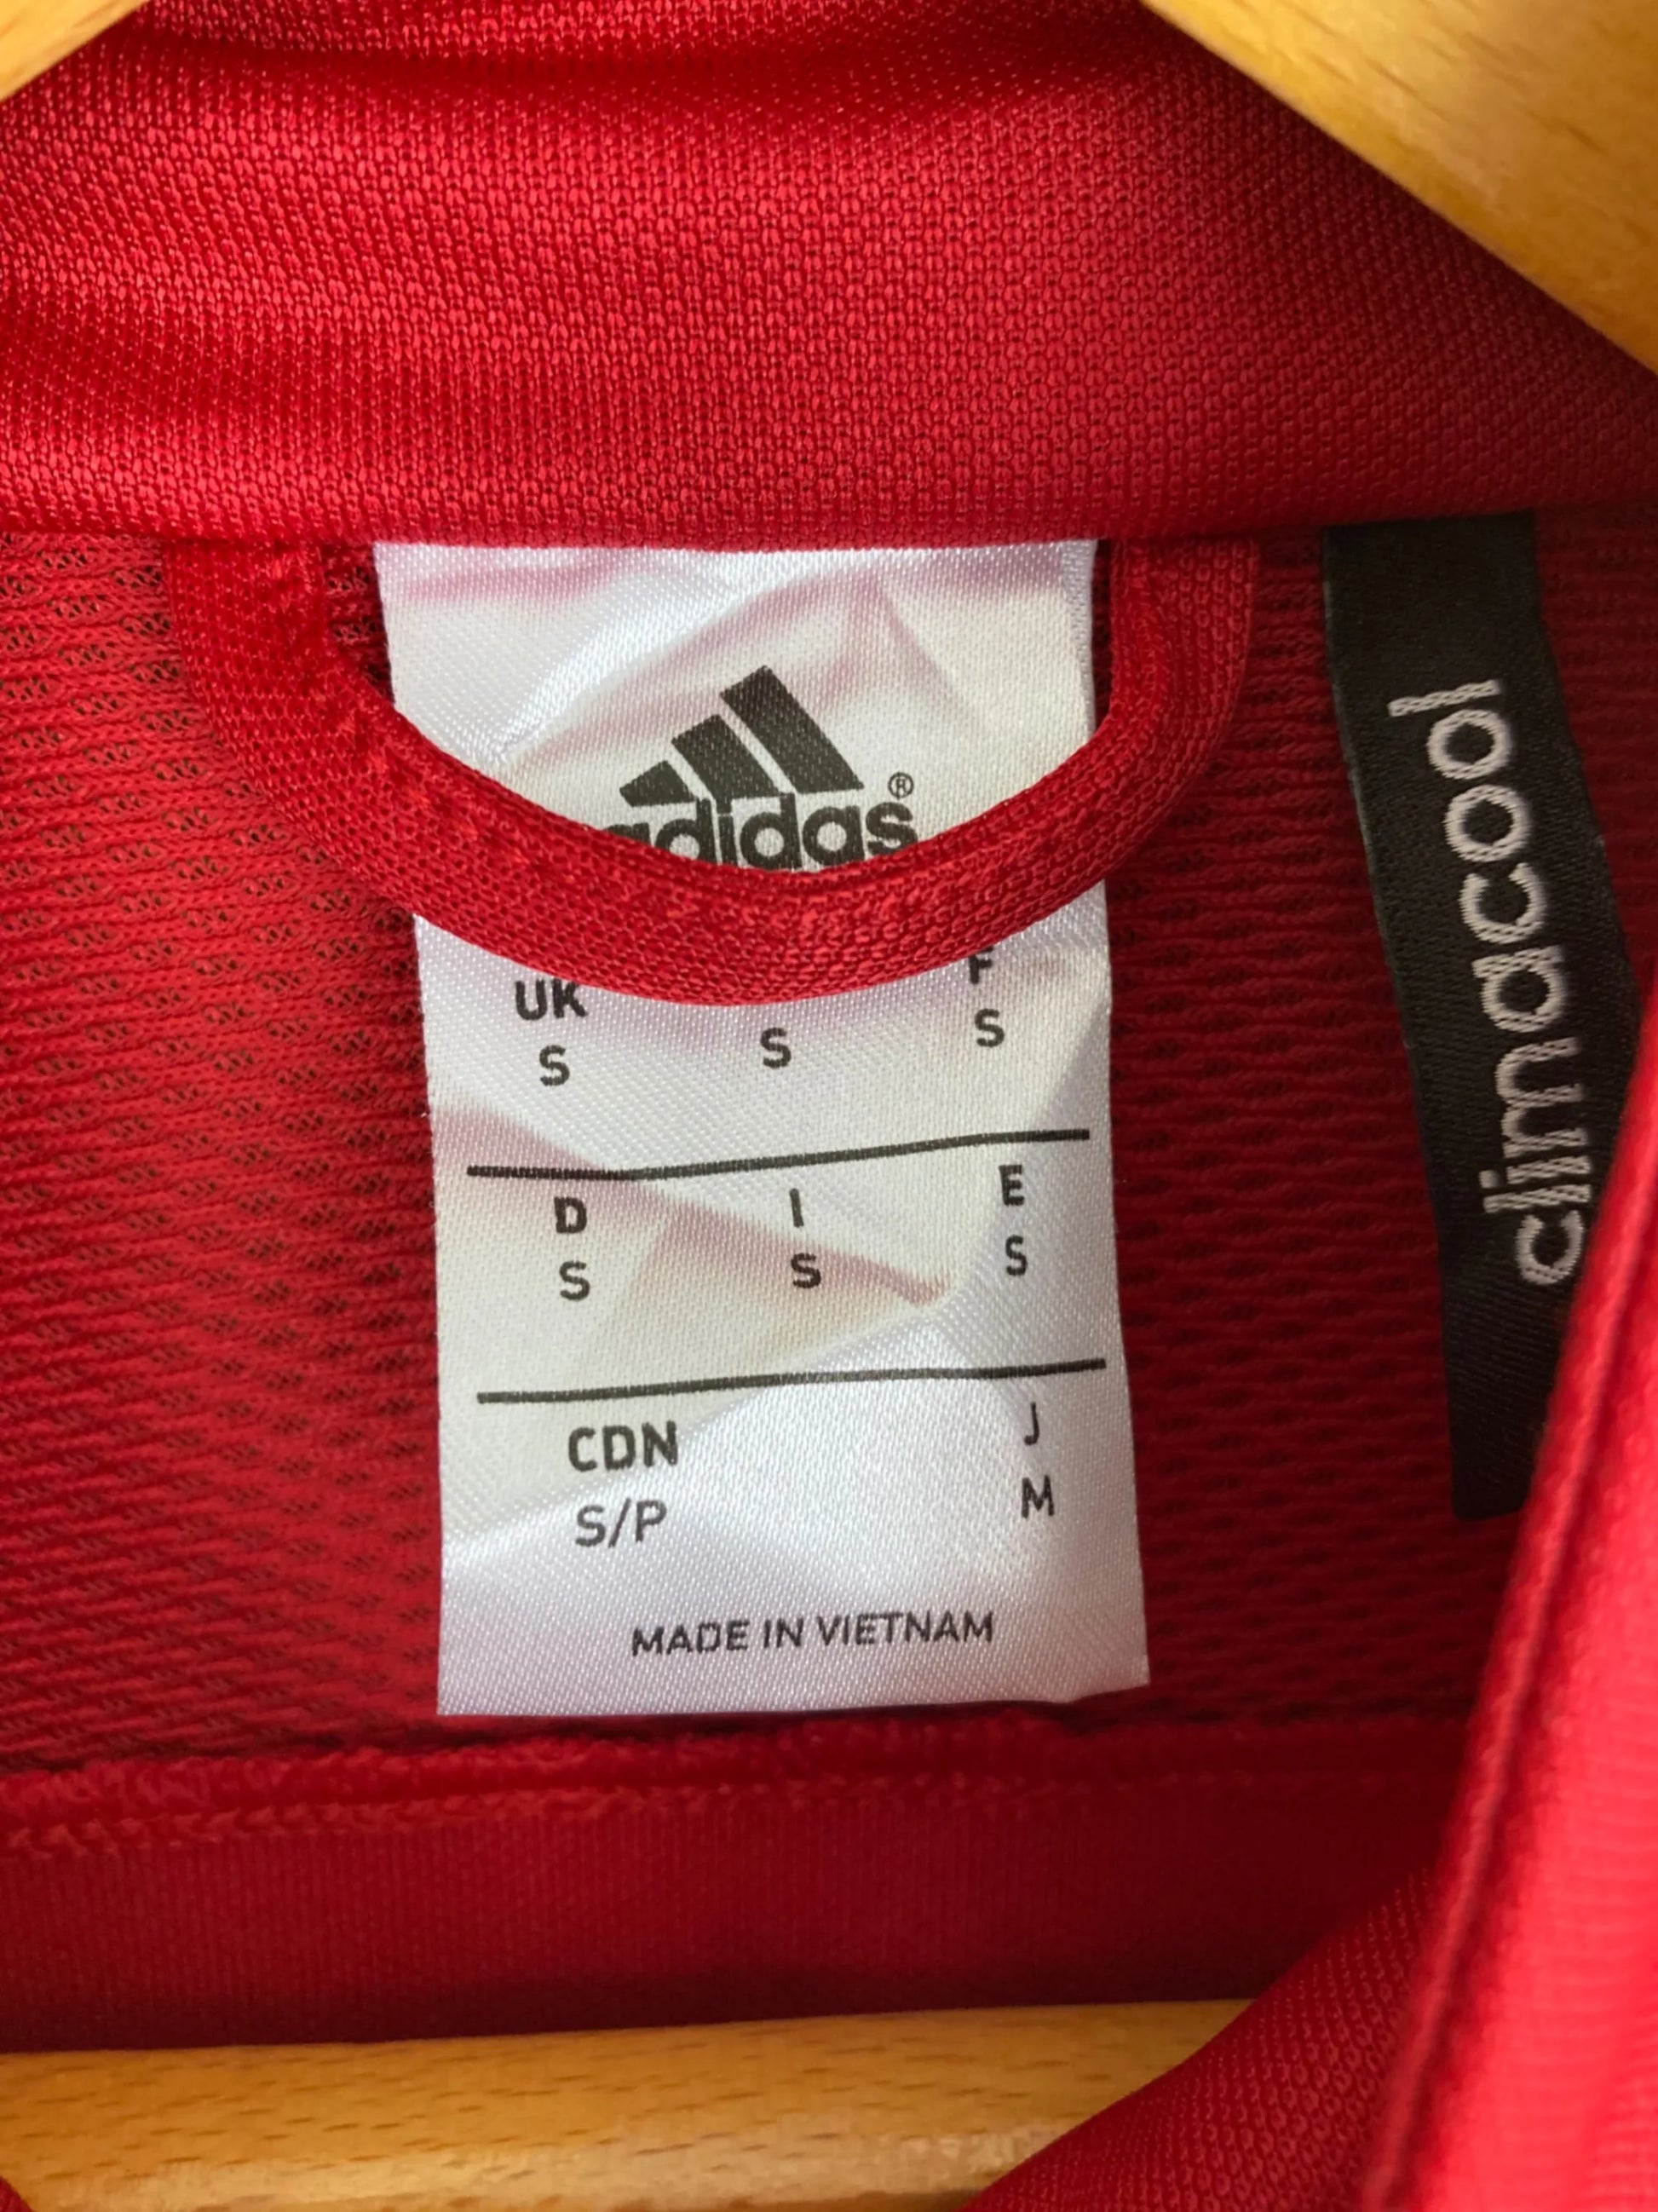 adidas®
UK F
S S S
D I E
S S S
CDN J
S/P M
MADE IN VIETNAM
climacool